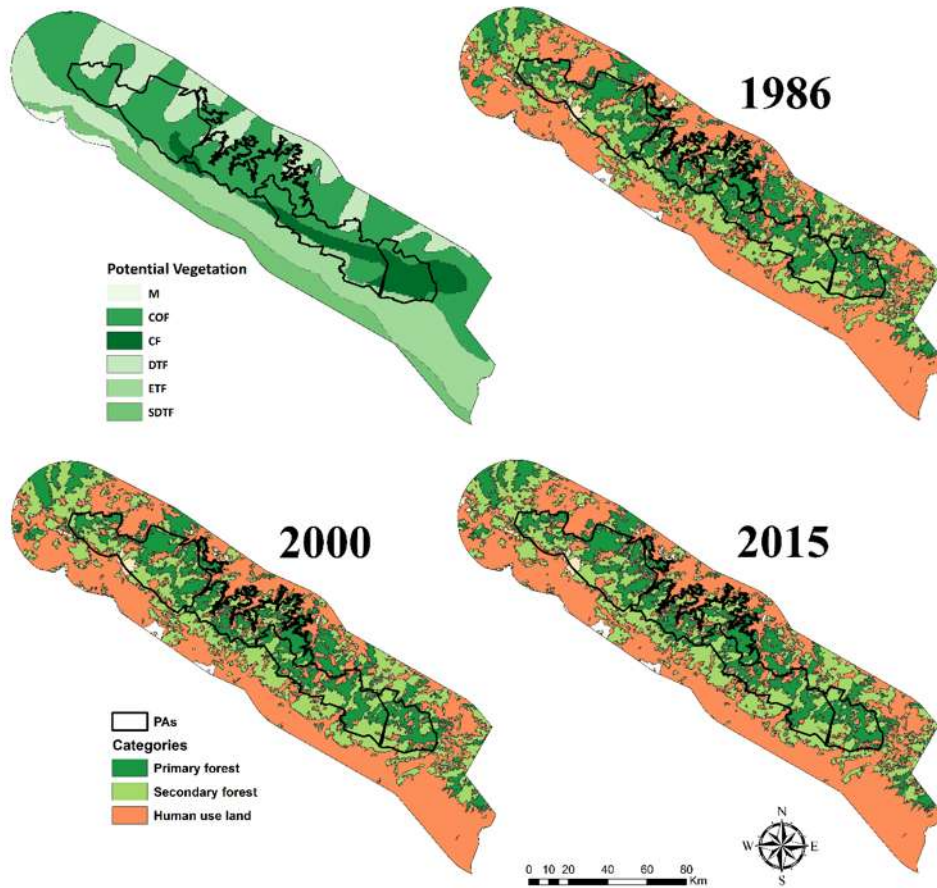 1986
Potential Vegetation
M
COF
CF
DTF
ETF
SDTF
2000
2015
PAs
Categories
Primary forest
Secondary forest
Human use land
N
W E
S
0 10 20 40 60 80
Km